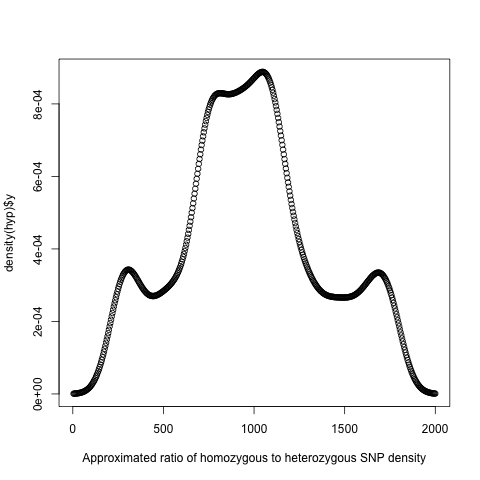 density(hyp)$y
8e-04
6e-04
4e-04
2e-04
0e+00
0 500 1000 1500 2000
Approximated ratio of homozygous to heterozygous SNP density